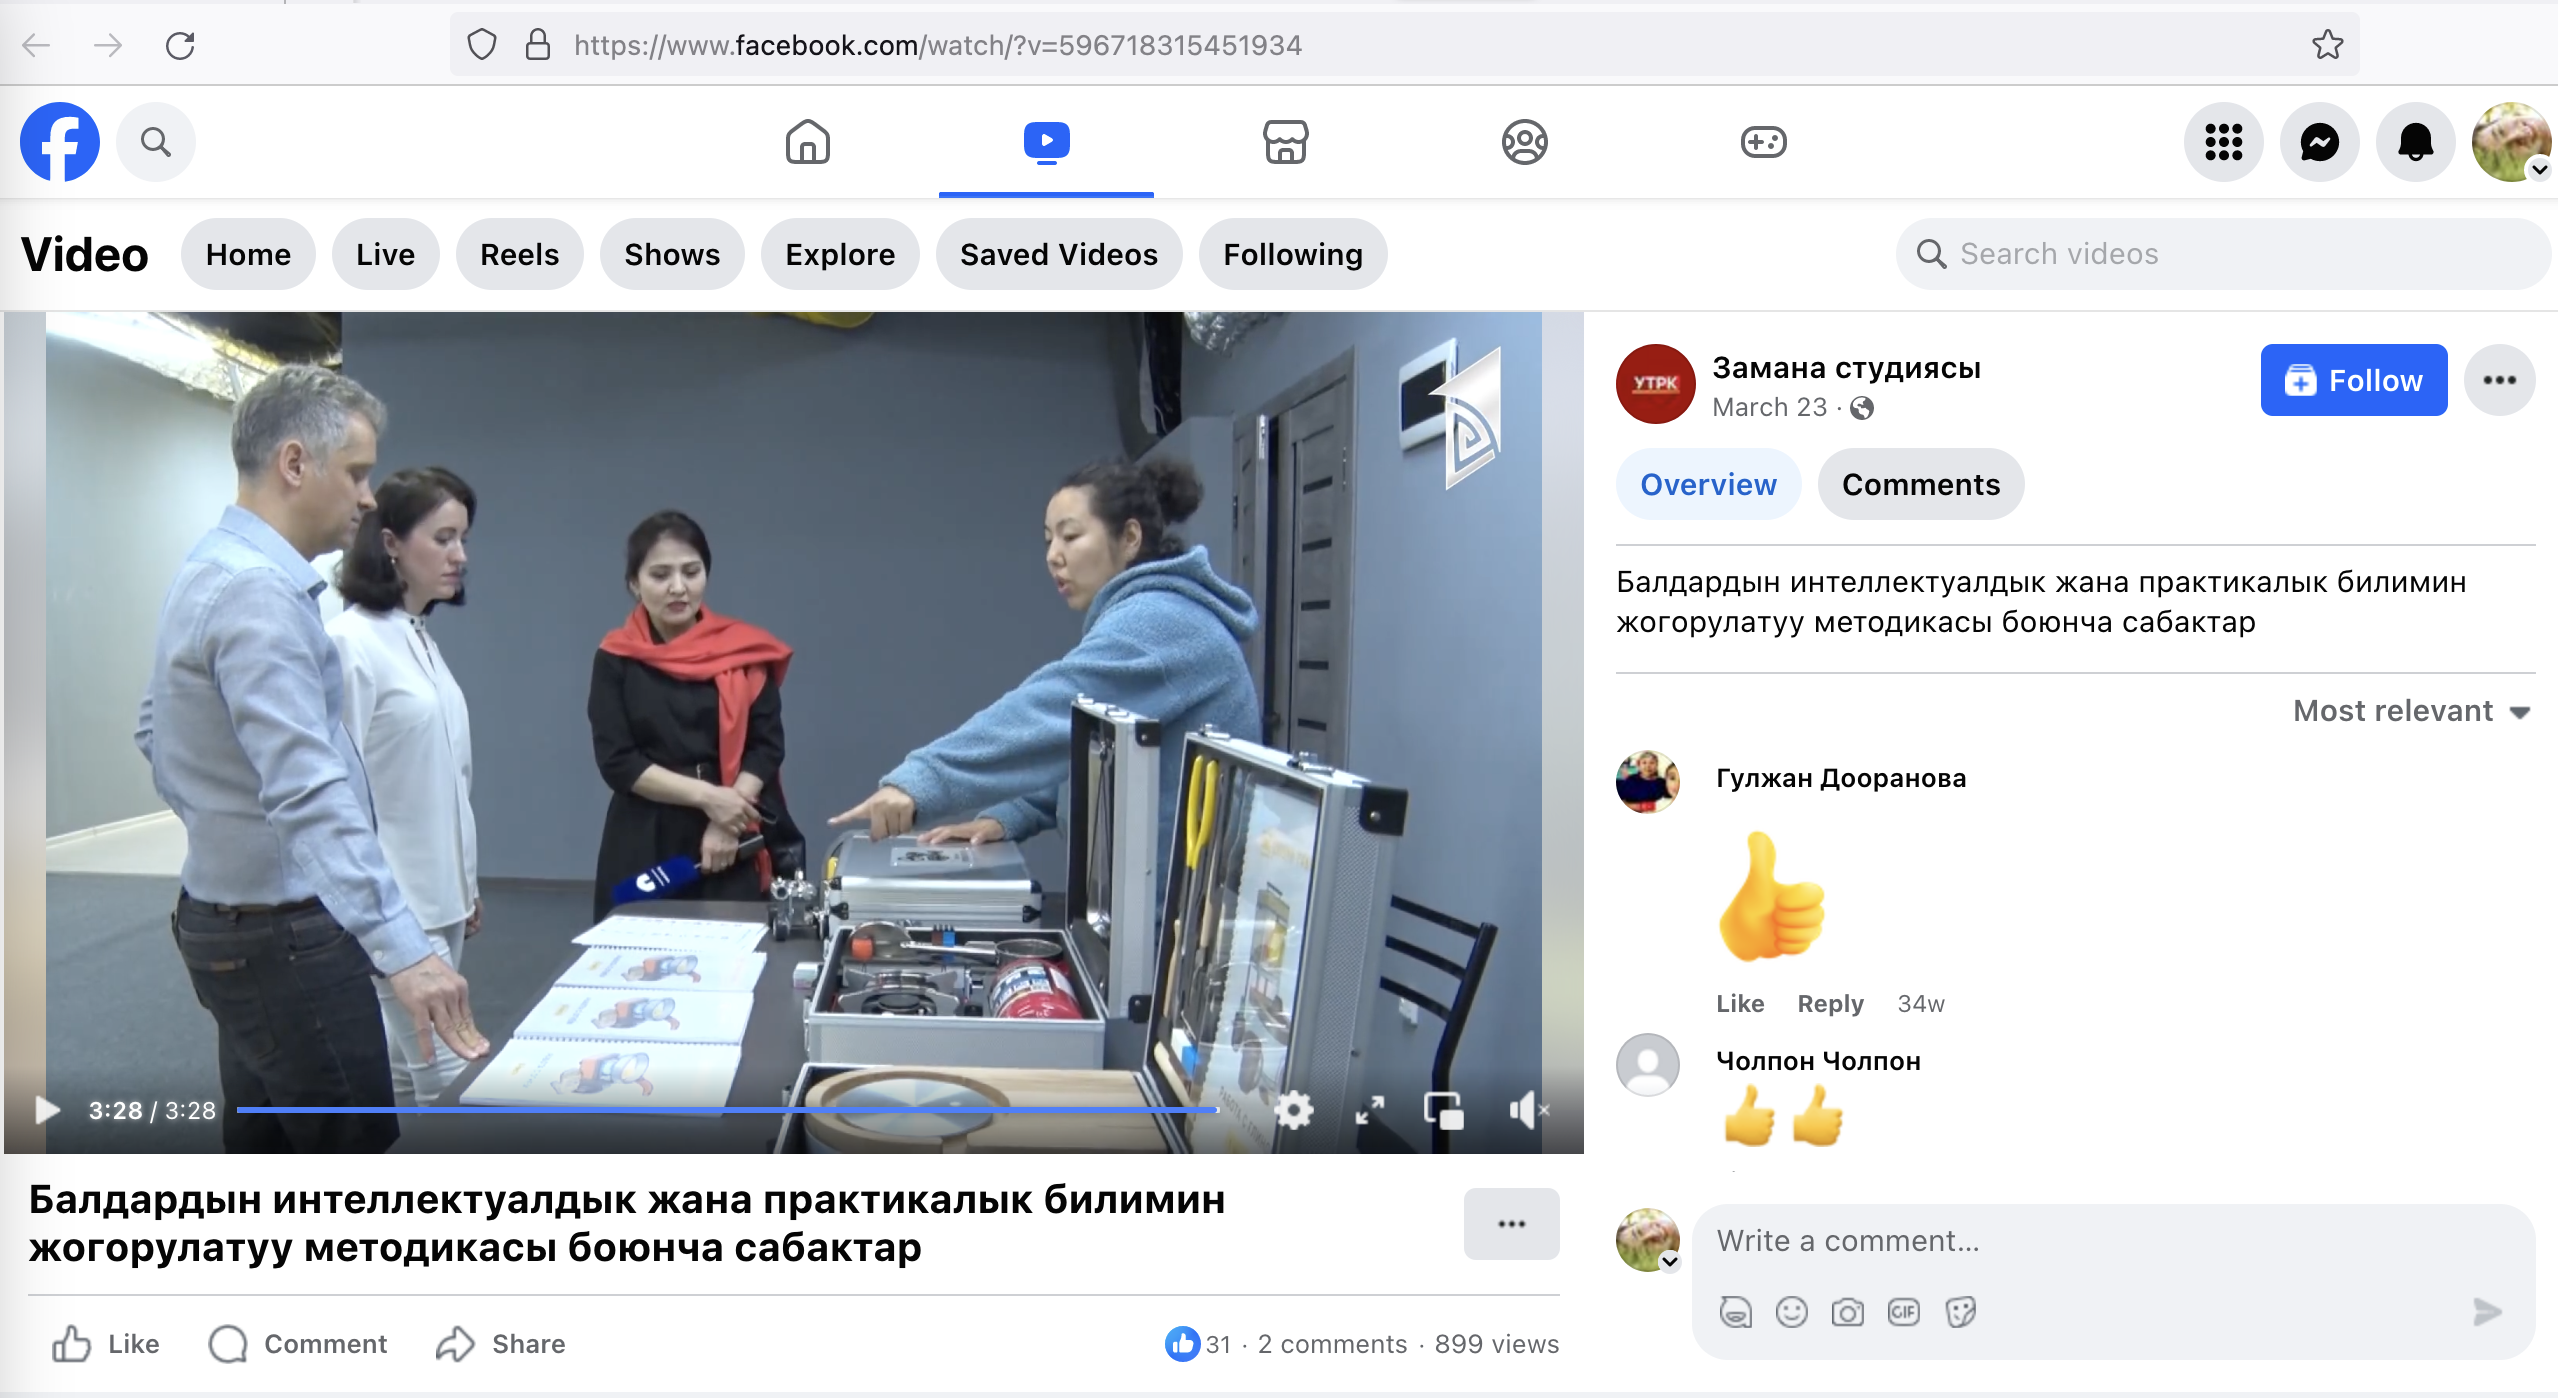 https://www.facebook.com/watch/?v=596718315451934
Video
Home
Live
Reels
Shows
Explore
Saved Videos
Following
Search videos
3:28 / 3:28
Балдардын интеллектуалдык жана практикалык билимин
жогорулатуу методикасы боюнча сабактар
Like
Comment
Share
31 · 2 comments · 899 views
УТРК
Замана студиясы
March 23 ·
Follow
Overview
Comments
Балдардын интеллектуалдык жана практикалык билимин
жогорулатуу методикасы боюнча сабактар
Most relevant
Гулжан Дооранова
Like Reply 34w
Чолпон Чолпон
Write a comment...
GIF